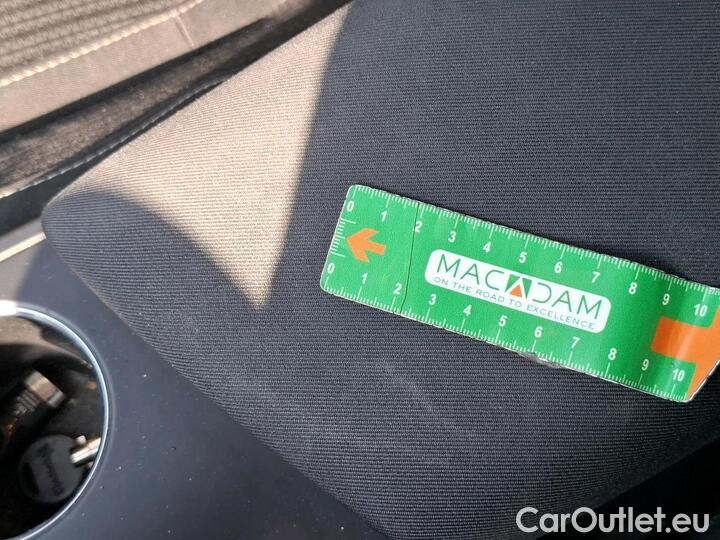 0 1 2 3 4 5 6 7 8 9 10
MACADAM
ON THE ROAD TO EXCELLENCE
0 1 2 3 4 5 6 7 8 9 10
CarOutlet.eu